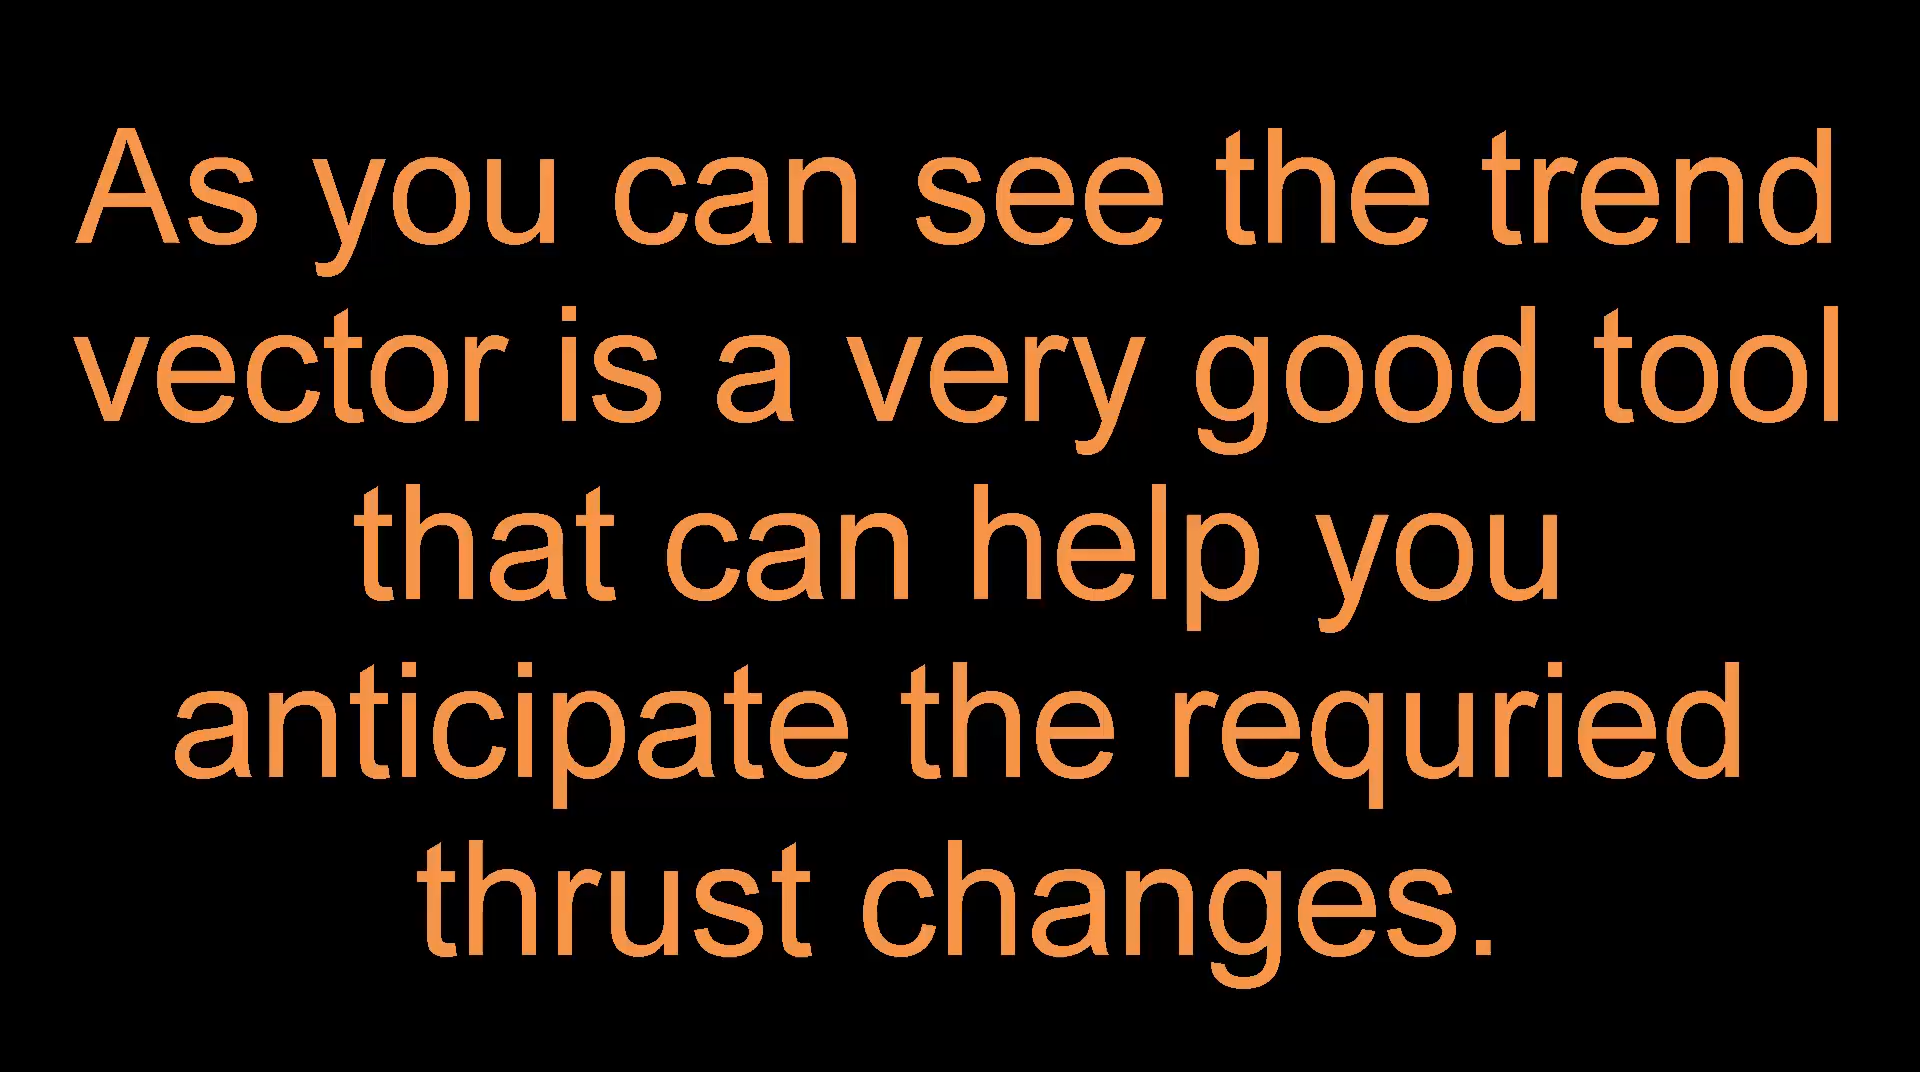 As you can see the trend
vector is a very good tool
that can help you
anticipate the requried
thrust changes.